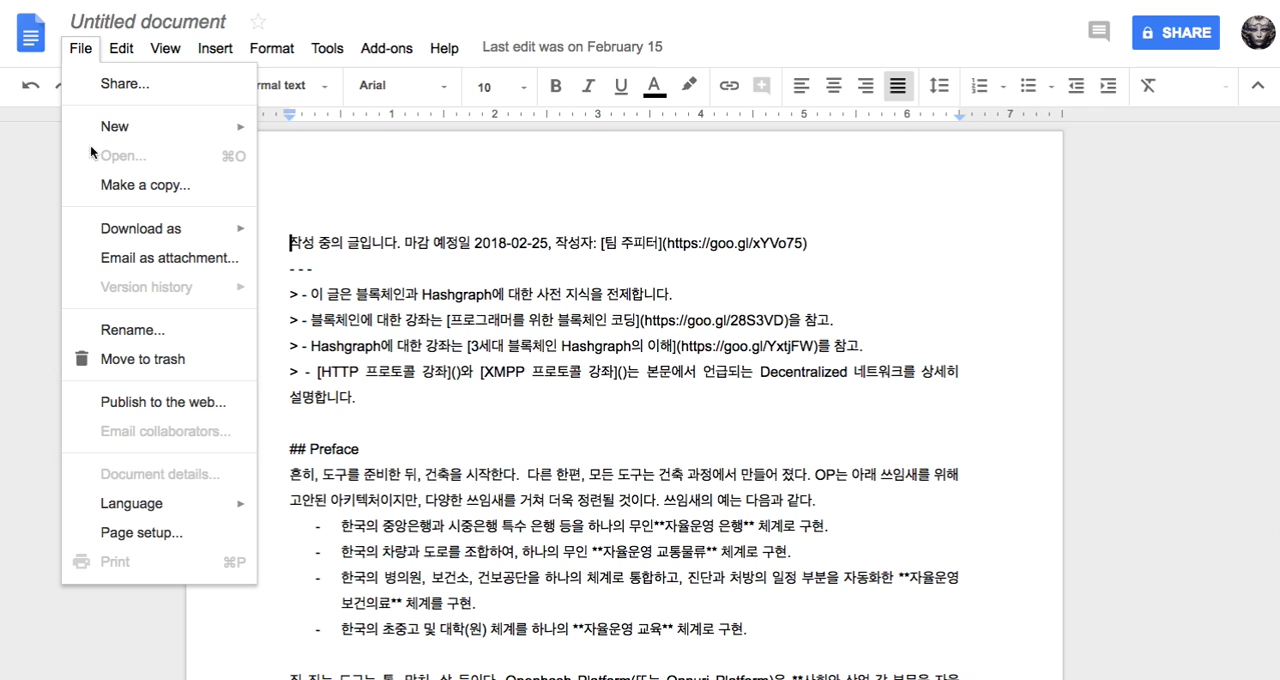 Untitled document
File Edit View Insert Format Tools Add-ons Help Last edit was on February 15
SHARE
rmal text Arial 10 B I U A
1 2 3 4 5 6 7
Share...
New
Open... ⌘O
Make a copy...
Download as
Email as attachment...
Version history
Rename...
Move to trash
Publish to the web...
Email collaborators...
Document details...
Language
Page setup...
Print ⌘P
작성 중의 글입니다. 마감 예정일 2018-02-25, 작성자: [팀 주피터](https://goo.gl/xYVo75)
- - -
> - 이 글은 블록체인과 Hashgraph에 대한 사전 지식을 전제합니다.
> - 블록체인에 대한 강좌는 [프로그래머를 위한 블록체인 코딩](https://goo.gl/28S3VD)을 참고.
> - Hashgraph에 대한 강좌는 [3세대 블록체인 Hashgraph의 이해](https://goo.gl/YxtjFW)를 참고.
> - [HTTP 프로토콜 강좌]()와 [XMPP 프로토콜 강좌]()는 본문에서 언급되는 Decentralized 네트워크를 상세히
설명합니다.
## Preface
흔히, 도구를 준비한 뒤, 건축을 시작한다. 다른 한편, 모든 도구는 건축 과정에서 만들어 졌다. OP는 아래 쓰임새를 위해
고안된 아키텍처이지만, 다양한 쓰임새를 거쳐 더욱 정련될 것이다. 쓰임새의 예는 다음과 같다.
- 한국의 중앙은행과 시중은행 특수 은행 등을 하나의 무인**자율운영 은행** 체계로 구현.
- 한국의 차량과 도로를 조합하여, 하나의 무인 **자율운영 교통물류** 체계로 구현.
- 한국의 병의원, 보건소, 건보공단을 하나의 체계로 통합하고, 진단과 처방의 일정 부분을 자동화한 **자율운영
보건의료** 체계를 구현.
- 한국의 초중고 및 대학(원) 체계를 하나의 **자율운영 교육** 체계로 구현.